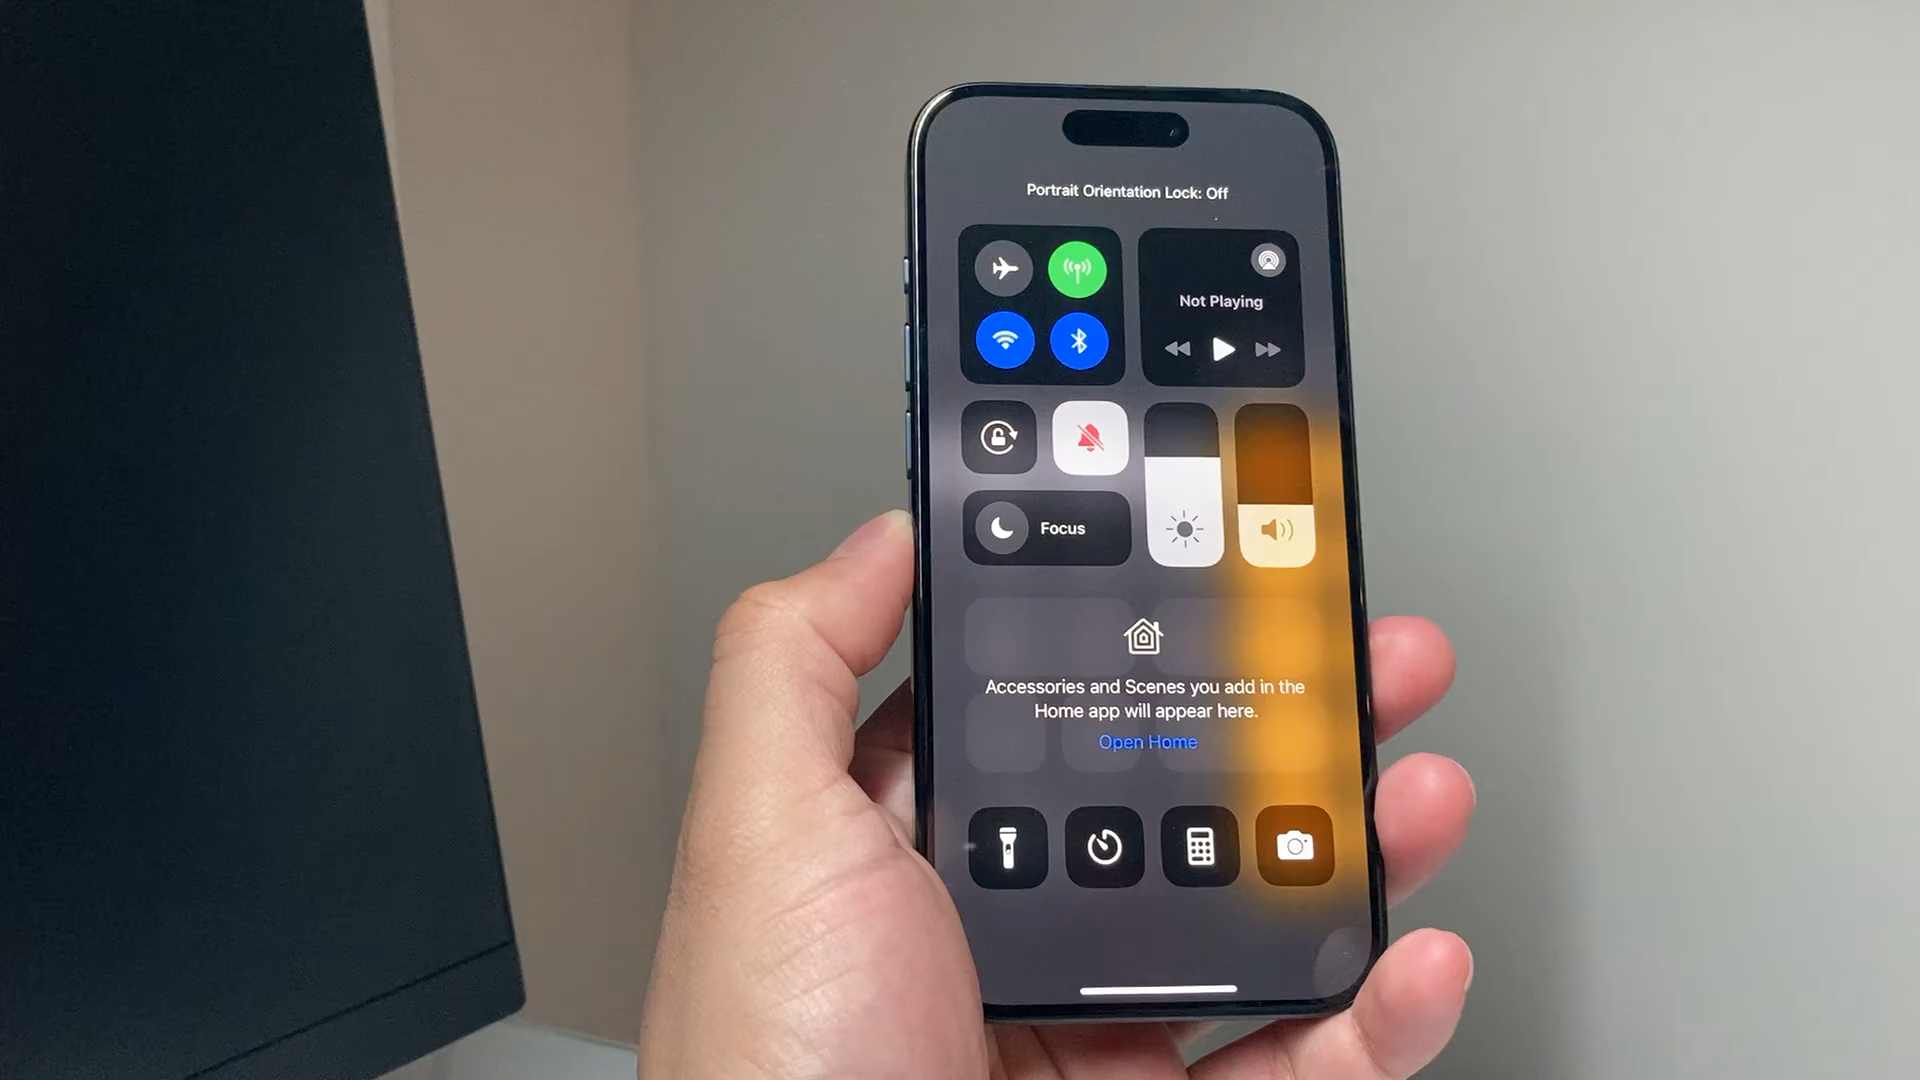 Portrait Orientation Lock: Off
Not Playing
Focus
Accessories and Scenes you add in the
Home app will appear here.
Open Home